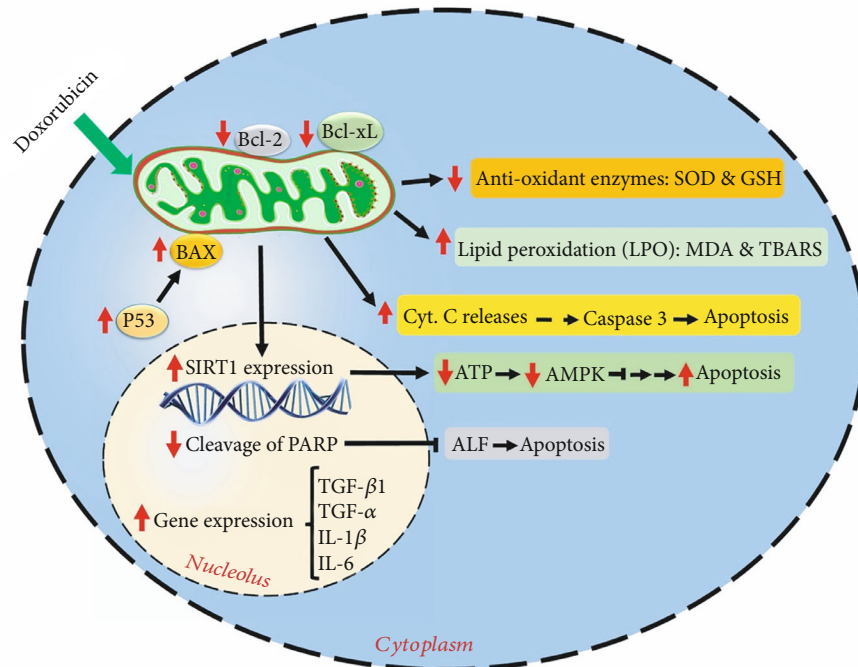 Doxorubicin
Bcl-2
Bcl-xL
Anti-oxidant enzymes: SOD & GSH
BAX
Lipid peroxidation (LPO): MDA & TBARS
P53
Cyt. C releases Caspase 3 Apoptosis
SIRT1 expression
ATP AMPK Apoptosis
Cleavage of PARP
ALF Apoptosis
Gene expression
TGF-β1
TGF-α
IL-1β
IL-6
Nucleolus
Cytoplasm